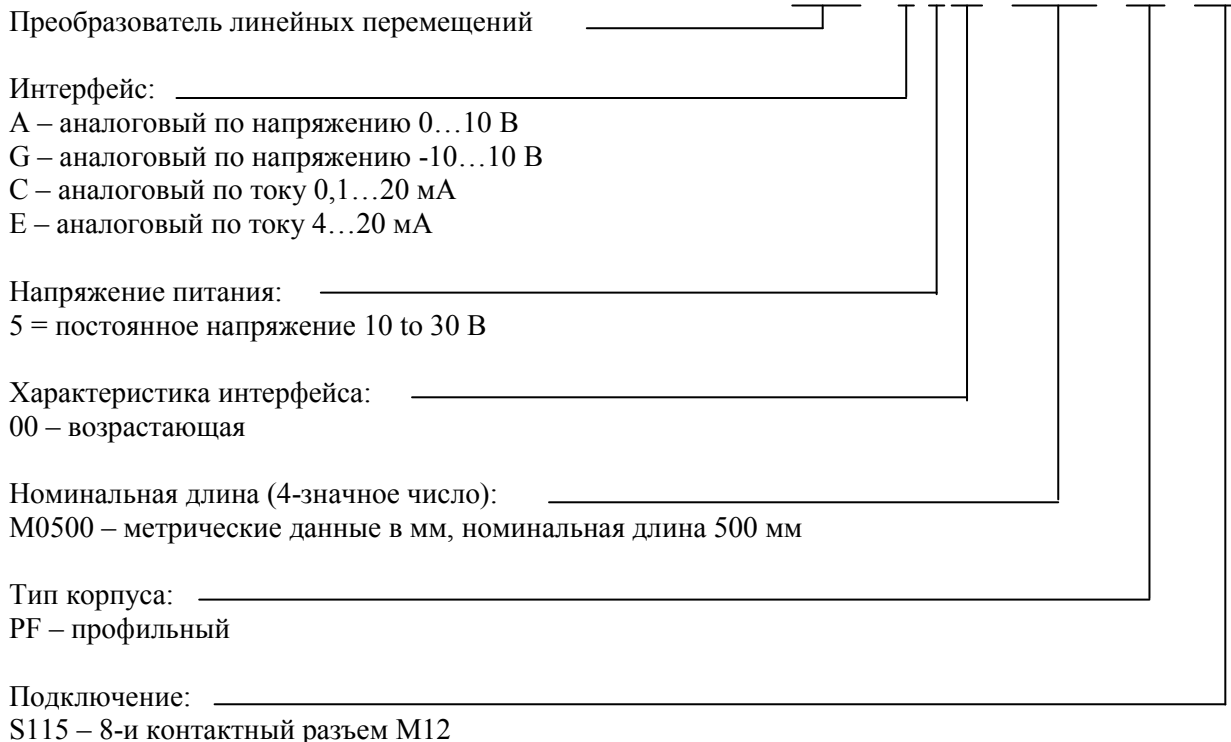 Преобразователь линейных перемещений
Интерфейс:
A – аналоговый по напряжению 0…10 В
G – аналоговый по напряжению -10…10 В
C – аналоговый по току 0,1…20 мА
E – аналоговый по току 4…20 мА
Напряжение питания:
5 = постоянное напряжение 10 to 30 В
Характеристика интерфейса:
00 – возрастающая
Номинальная длина (4-значное число):
M0500 – метрические данные в мм, номинальная длина 500 мм
Тип корпуса:
PF – профильный
Подключение:
S115 – 8-и контактный разъем М12